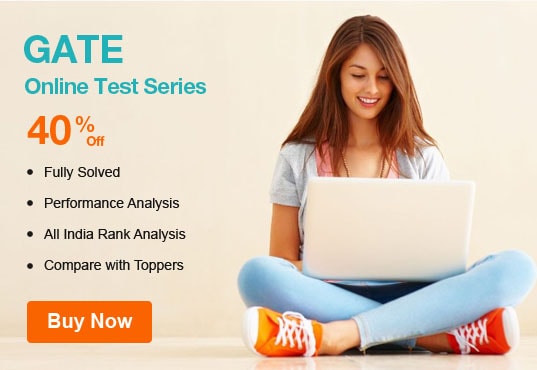 GATE
Online Test Series
40% Off
• Fully Solved
• Performance Analysis
• All India Rank Analysis
• Compare with Toppers
Buy Now